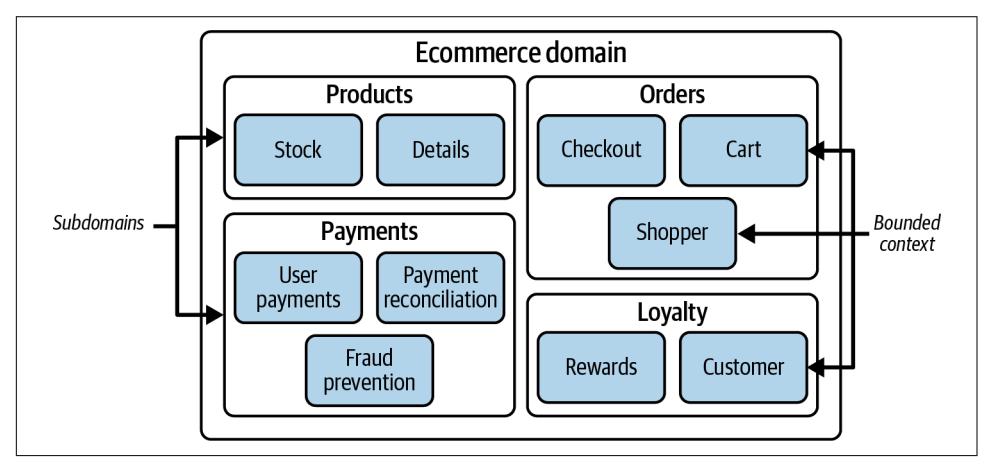 Ecommerce domain
Products
Stock
Details
Orders
Checkout
Cart
Shopper
Subdomains
Payments
User
payments
Payment
reconciliation
Fraud
prevention
Loyalty
Rewards
Customer
Bounded
context